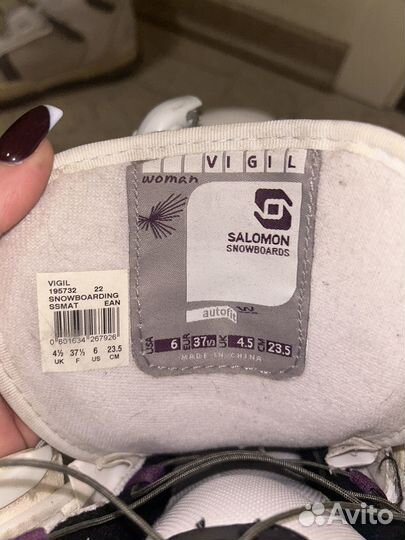 VIGIL
woman
SALOMON
SNOWBOARDS
autofit
USA 6 EUR 37 1/3 UK 4.5 CM 23.5
MADE IN CHINA
VIGIL
195732 22
SNOWBOARDING
SSMAT EAN
0 601634 267926
4½ 37½ 6 23.5
UK F US CM
Avito